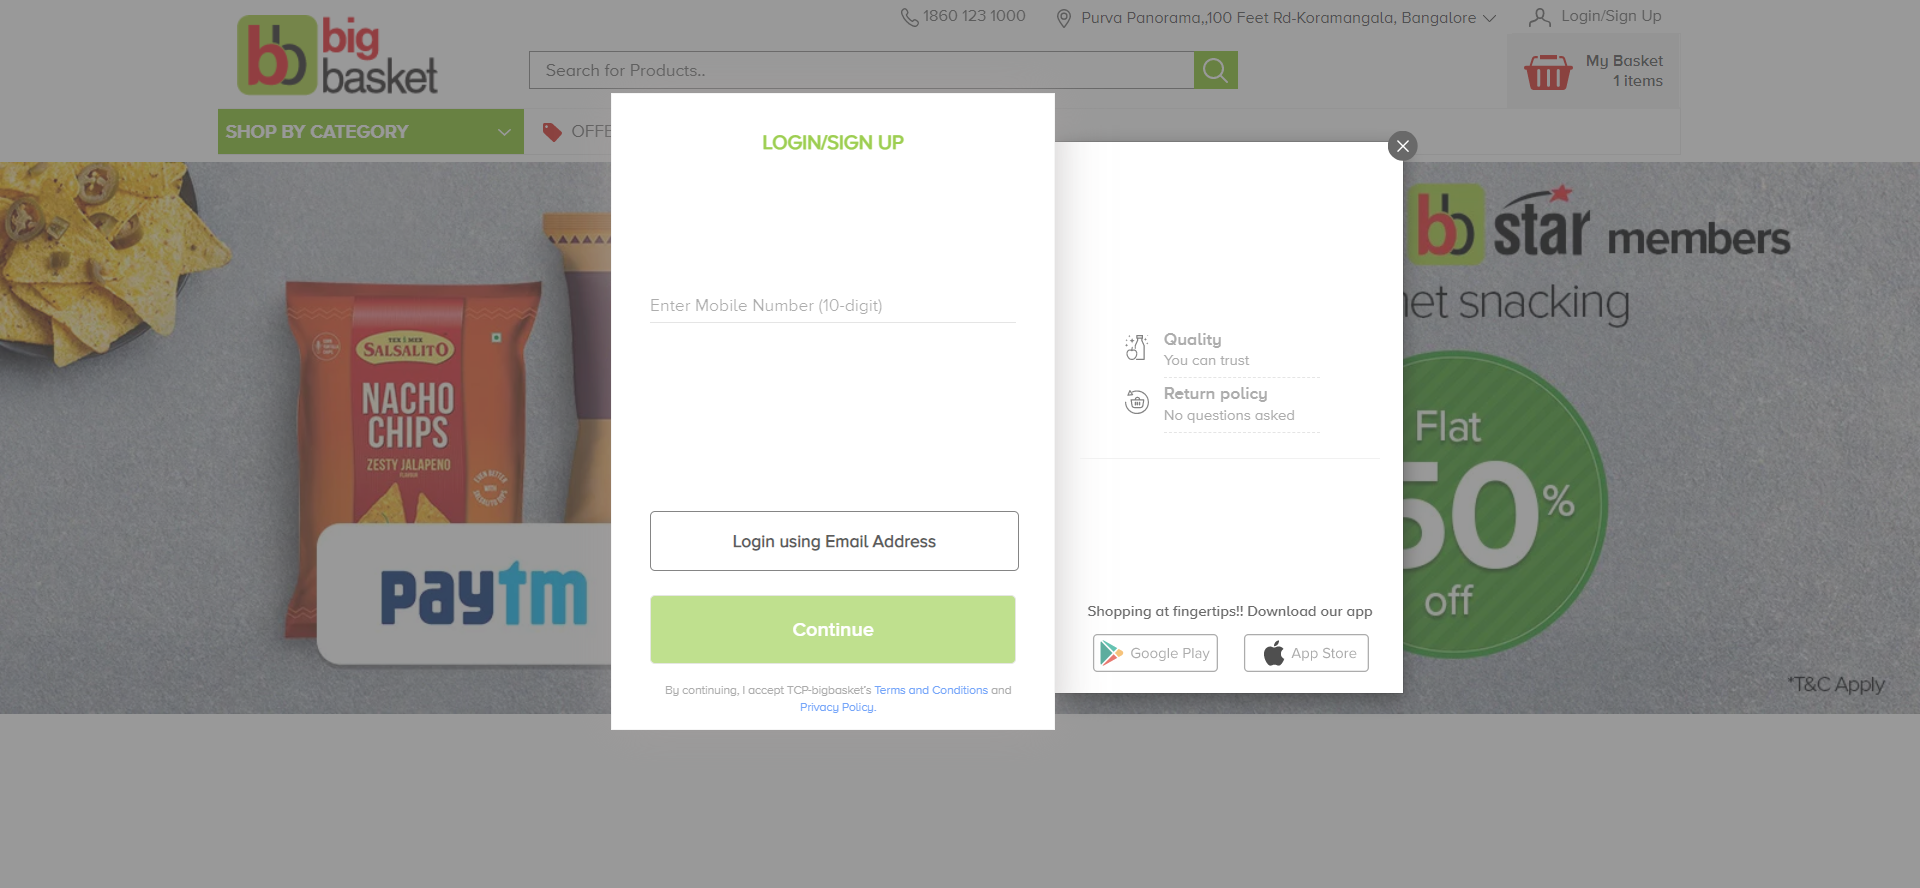 1860 123 1000
Purva Panorama,,100 Feet Rd-Koramangala, Bangalore
Login/Sign Up
big
basket
Search for Products..
My Basket
1 items
SHOP BY CATEGORY
LOGIN/SIGN UP
bb star members
snacking
TEX MEX
SALSALITO
NACHO
CHIPS
ZESTY JALAPENO
Enter Mobile Number (10-digit)
Quality
You can trust
Return policy
No questions asked
Flat
50%
off
paytm
Login using Email Address
Continue
By continuing, I accept TCP-bigbasket's Terms and Conditions and
Privacy Policy.
Shopping at fingertips!! Download our app
Google Play
App Store
*T&C Apply